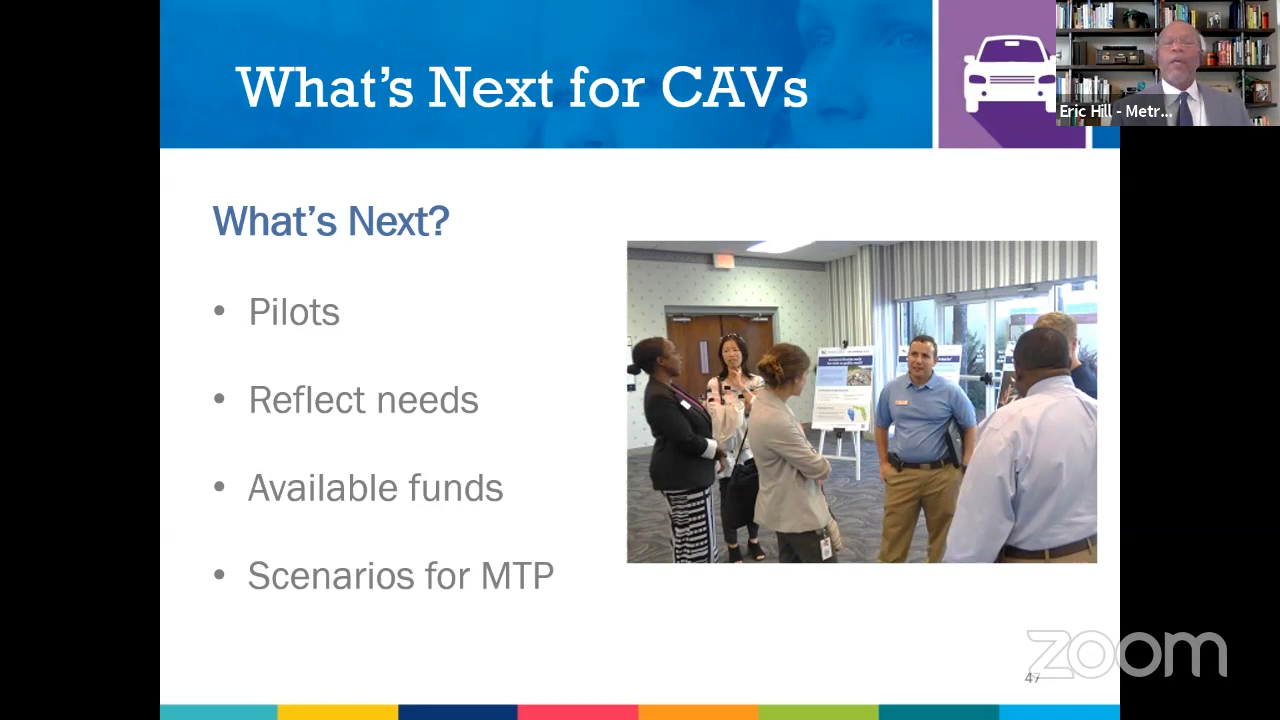 What's Next for CAVs
Eric Hill - Metr...
What's Next?
• Pilots
• Reflect needs
• Available funds
• Scenarios for MTP
zoom
47